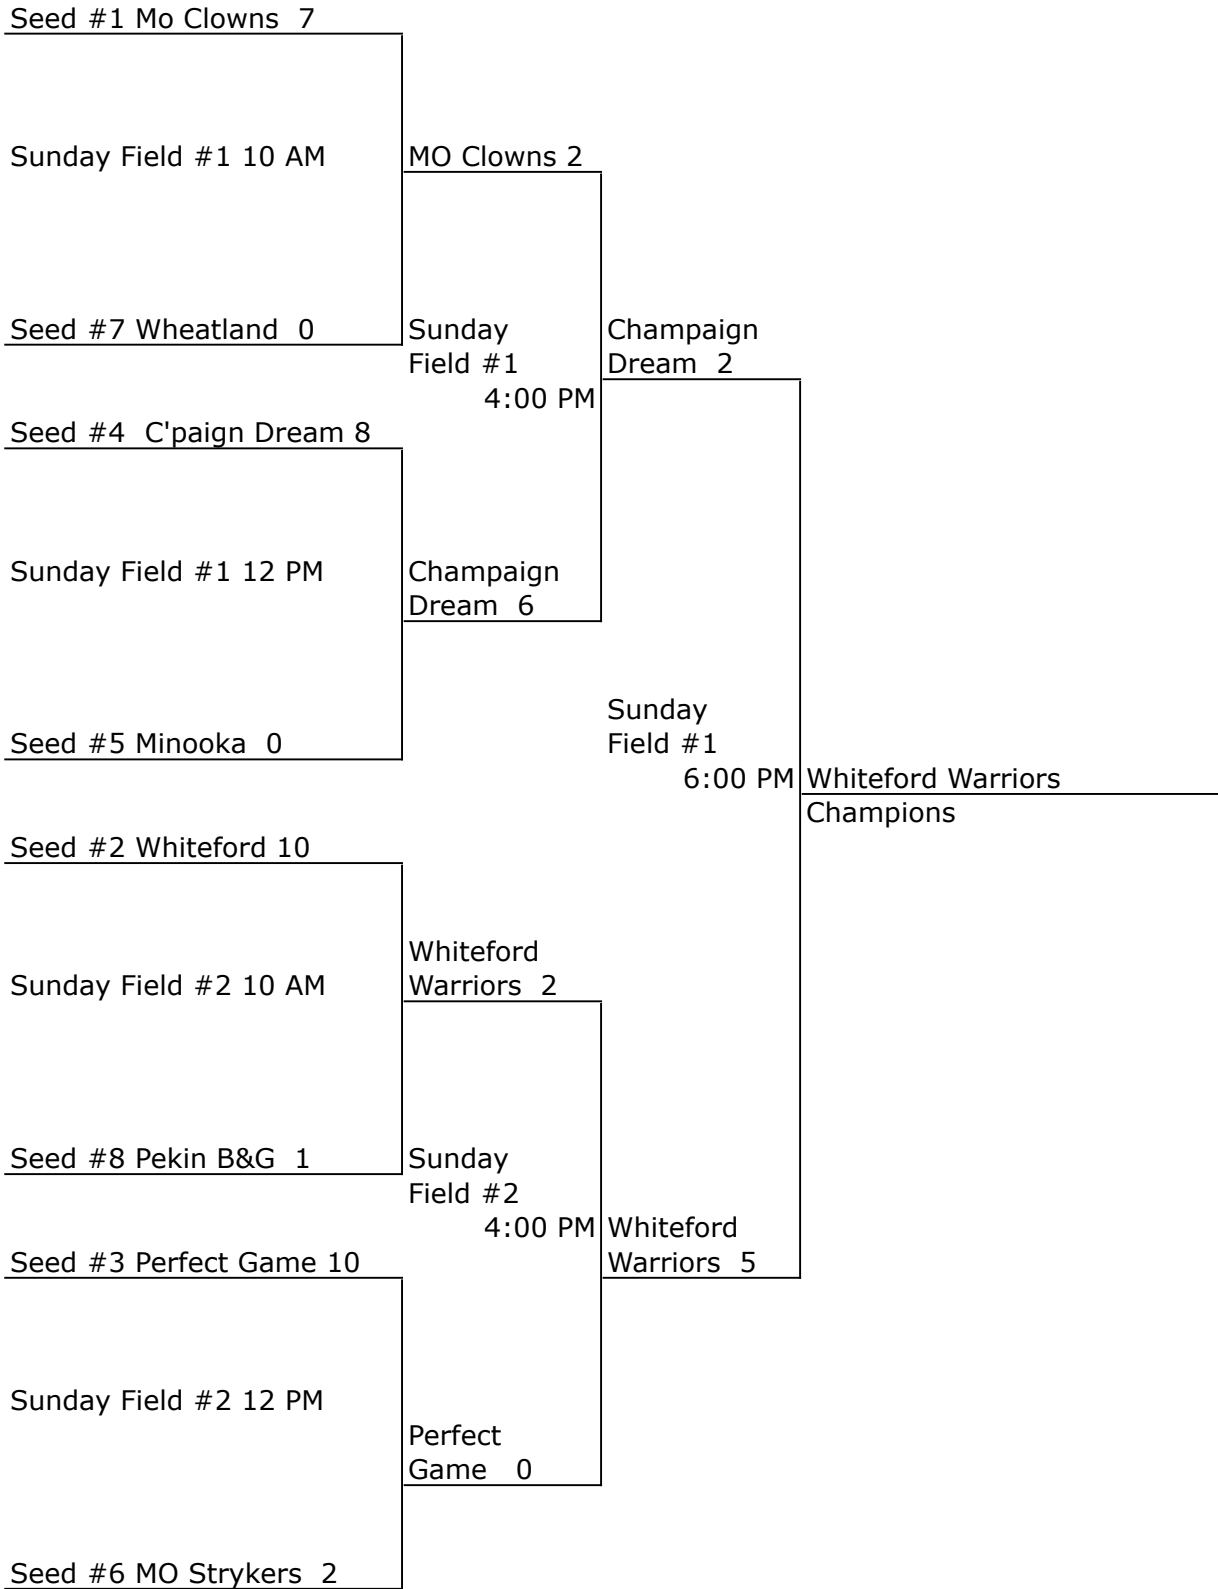 Seed #1 Mo Clowns  7
Sunday Field #1 10 AM
MO Clowns 2
Seed #7 Wheatland  0
Sunday
Field #1
4:00 PM
Champaign
Dream  2
Seed #4  C'paign Dream 8
Sunday Field #1 12 PM
Champaign
Dream  6
Seed #5 Minooka  0
Sunday
Field #1
6:00 PM
Whiteford Warriors
Champions
Seed #2 Whiteford 10
Sunday Field #2 10 AM
Whiteford
Warriors  2
Seed #8 Pekin B&G  1
Sunday
Field #2
4:00 PM
Whiteford
Warriors  5
Seed #3 Perfect Game 10
Sunday Field #2 12 PM
Perfect
Game   0
Seed #6 MO Strykers  2